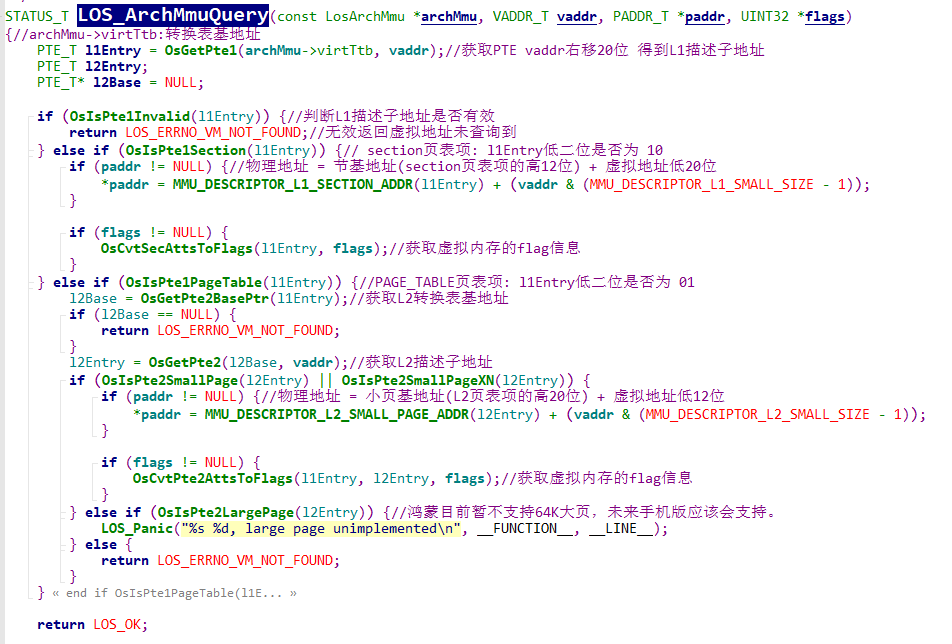 STATUS_T LOS_ArchMmuQuery(const LosArchMmu *archMmu, VADDR_T vaddr, PADDR_T *paddr, UINT32 *flags)
{//archMmu->virtTtb:转换表基地址
    PTE_T l1Entry = OsGetPte1(archMmu->virtTtb, vaddr);//获取PTE vaddr右移20位 得到L1描述子地址
    PTE_T l2Entry;
    PTE_T* l2Base = NULL;

    if (OsIsPte1Invalid(l1Entry)) {//判断L1描述子地址是否有效
        return LOS_ERRNO_VM_NOT_FOUND;//无效返回虚拟地址未查询到
    } else if (OsIsPte1Section(l1Entry)) {// section页表项: l1Entry低二位是否为 10
        if (paddr != NULL) {//物理地址 = 节基地址(section页表项的高12位) + 虚拟地址低20位
            *paddr = MMU_DESCRIPTOR_L1_SECTION_ADDR(l1Entry) + (vaddr & (MMU_DESCRIPTOR_L1_SMALL_SIZE - 1));
        }

        if (flags != NULL) {
            OsCvtSecAttsToFlags(l1Entry, flags);//获取虚拟内存的flag信息
        }
    } else if (OsIsPte1PageTable(l1Entry)) {//PAGE_TABLE页表项: l1Entry低二位是否为 01
        l2Base = OsGetPte2BasePtr(l1Entry);//获取L2转换表基地址
        if (l2Base == NULL) {
            return LOS_ERRNO_VM_NOT_FOUND;
        }
        l2Entry = OsGetPte2(l2Base, vaddr);//获取L2描述子地址
        if (OsIsPte2SmallPage(l2Entry) || OsIsPte2SmallPageXN(l2Entry)) {
            if (paddr != NULL) {//物理地址 = 小页基地址(L2页表项的高20位) + 虚拟地址低12位
                *paddr = MMU_DESCRIPTOR_L2_SMALL_PAGE_ADDR(l2Entry) + (vaddr & (MMU_DESCRIPTOR_L2_SMALL_SIZE - 1));
            }

            if (flags != NULL) {
                OsCvtPte2AttsToFlags(l1Entry, l2Entry, flags);//获取虚拟内存的flag信息
            }
        } else if (OsIsPte2LargePage(l2Entry)) {//鸿蒙目前暂不支持64K大页，未来手机版应该会支持。
            LOS_Panic("%s %d, large page unimplemented\n", __FUNCTION__, __LINE__);
        } else {
            return LOS_ERRNO_VM_NOT_FOUND;
        }
    } « end if OsIsPte1PageTable(l1E... »

    return LOS_OK;